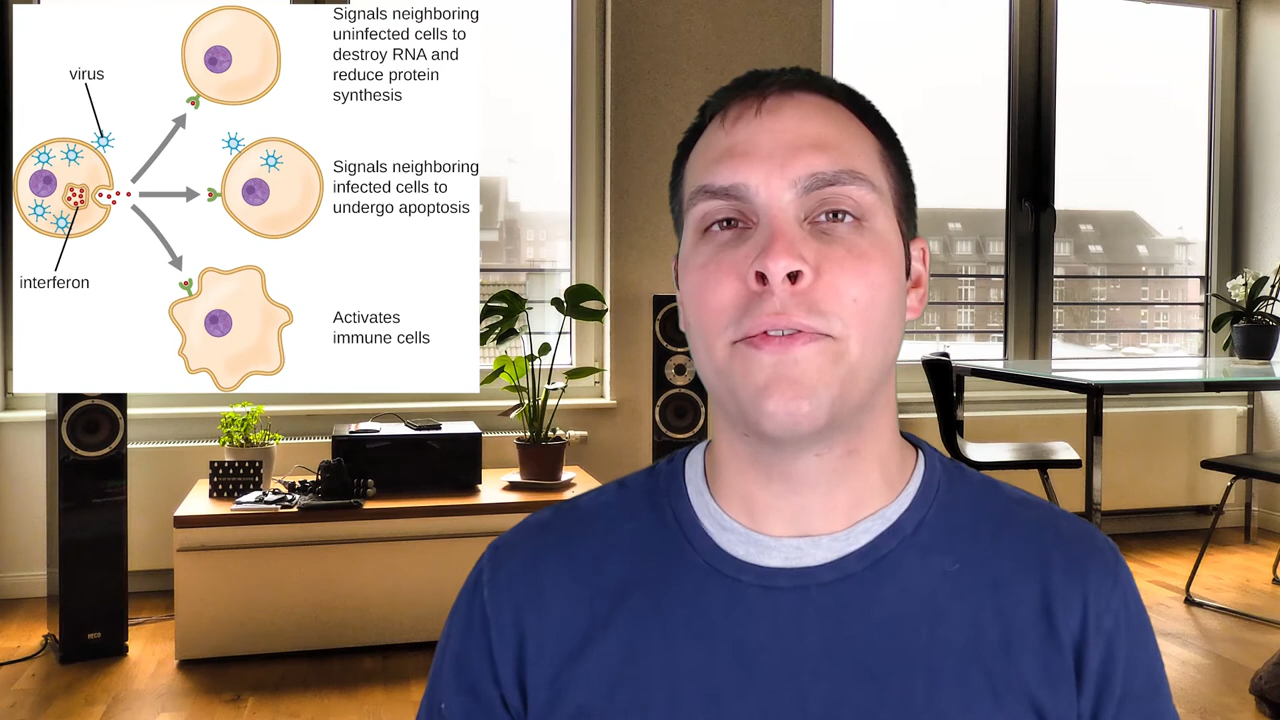 Signals neighboring
uninfected cells to
destroy RNA and
reduce protein
synthesis
virus
Signals neighboring
infected cells to
undergo apoptosis
interferon
Activates
immune cells
HECO